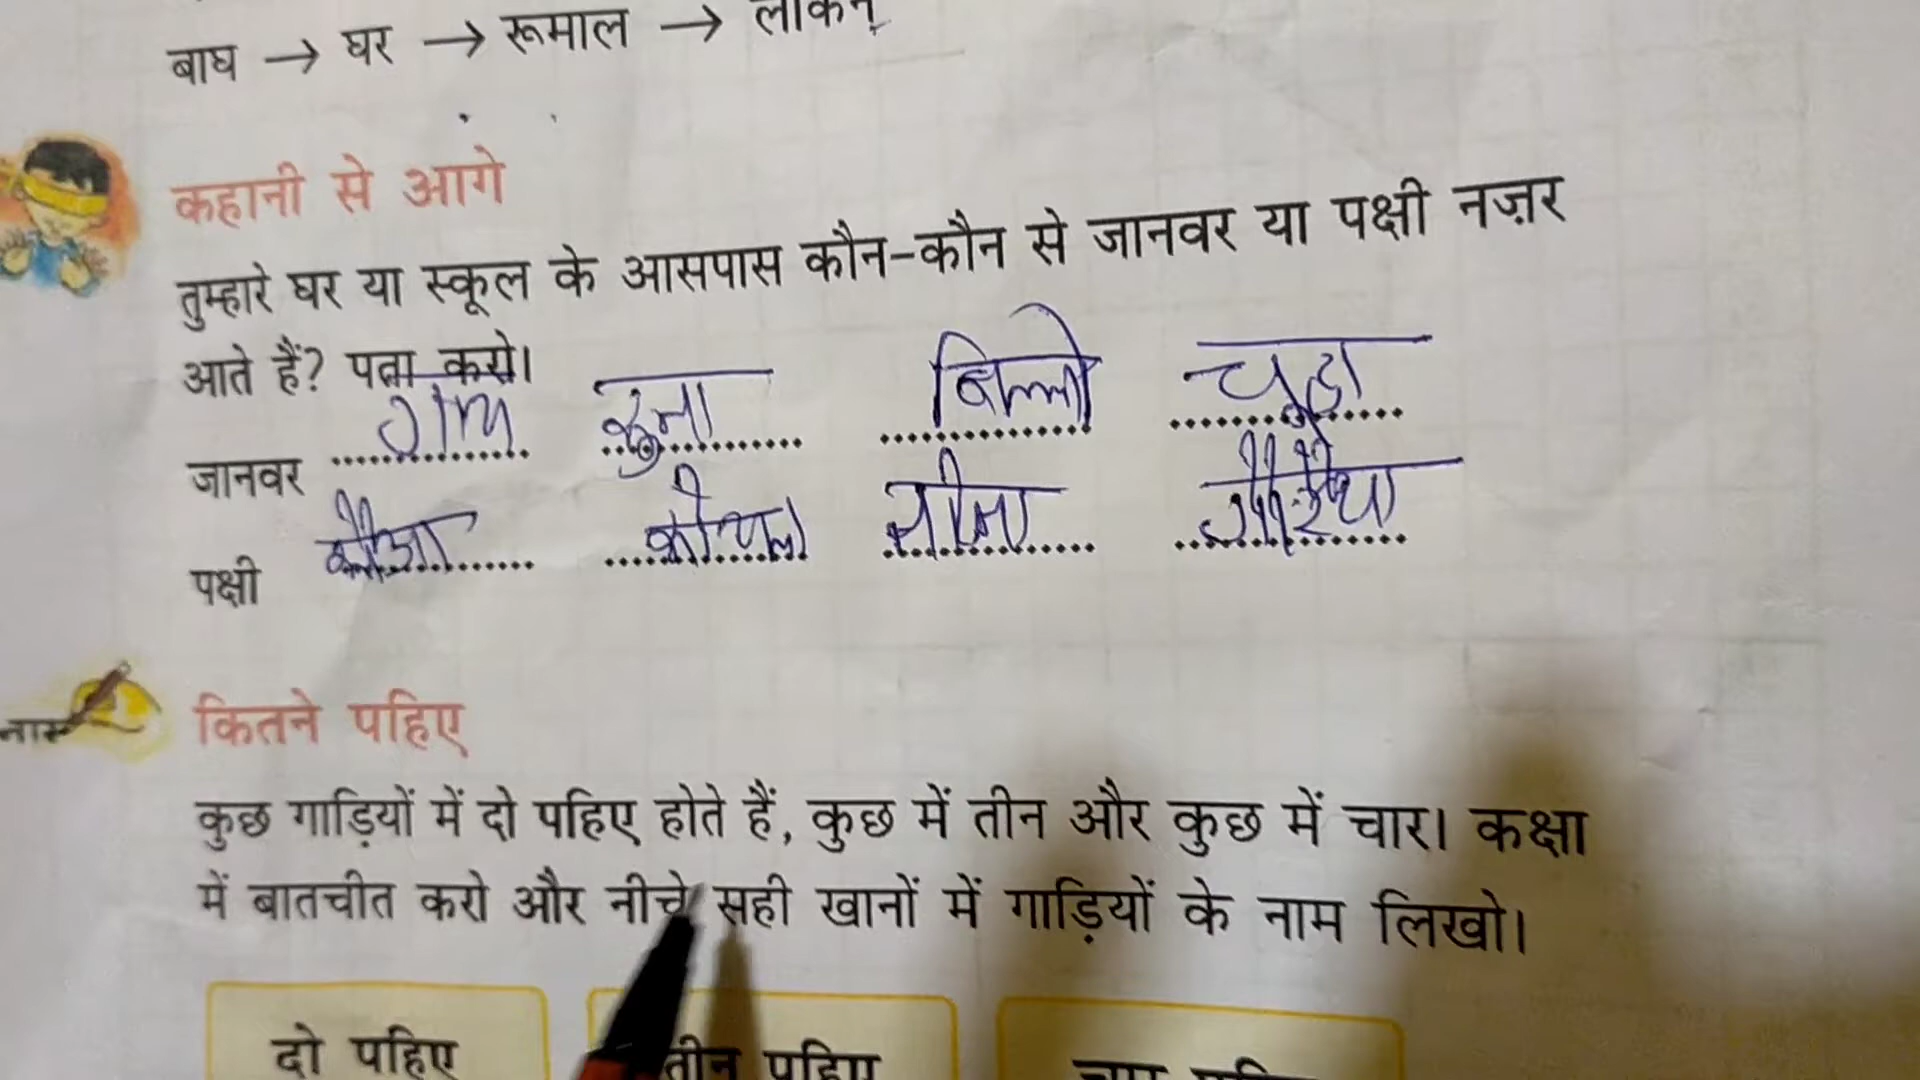 बाघ → घर → रूमाल →
कहानी से आगे
तुम्हारे घर या स्कूल के आसपास कौन-कौन से जानवर या पक्षी नज़र
आते हैं? पता करो।
जानवर गाय कुत्ता बिल्ली चूहा
पक्षी कौआ कोयल गौरैया
कितने पहिए
कुछ गाड़ियों में दो पहिए होते हैं, कुछ में तीन और कुछ में चार। कक्षा
में बातचीत करो और नीचे सही खानों में गाड़ियों के नाम लिखो।
दो पहिए तीन पहिए चार पहिए